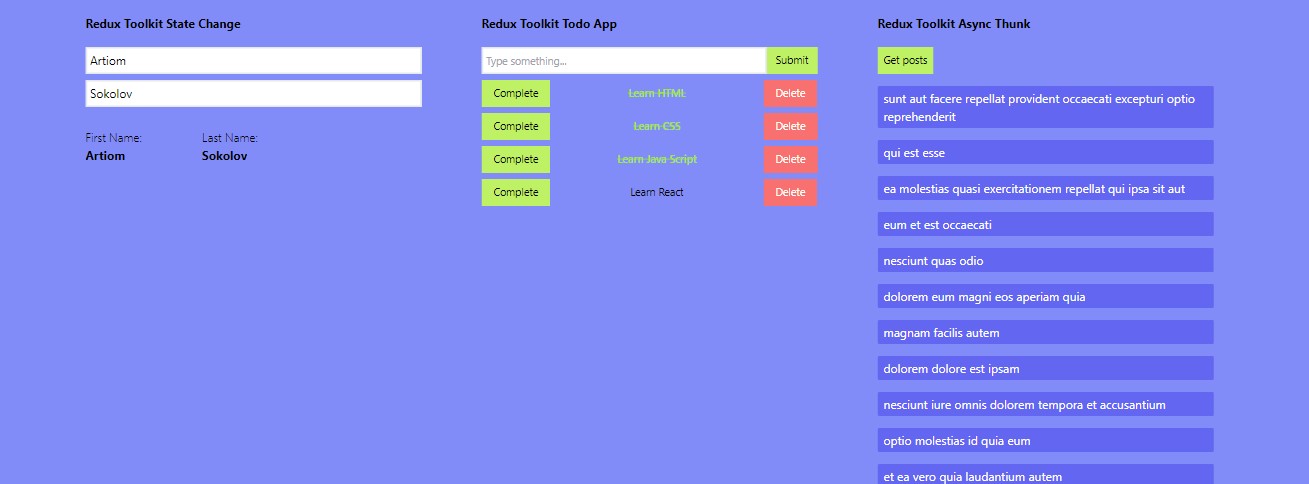 Redux Toolkit State Change
Artiom
Sokolov
First Name:
Last Name:
Artiom
Sokolov
Redux Toolkit Todo App
Type something...
Submit
Complete
Learn HTML
Delete
Complete
Learn CSS
Delete
Complete
Learn Java Script
Delete
Complete
Learn React
Delete
Redux Toolkit Async Thunk
Get posts
sunt aut facere repellat provident occaecati excepturi optio
reprehenderit
qui est esse
ea molestias quasi exercitationem repellat qui ipsa sit aut
eum et est occaecati
nesciunt quas odio
dolorem eum magni eos aperiam quia
magnam facilis autem
dolorem dolore est ipsam
nesciunt iure omnis dolorem tempora et accusantium
optio molestias id quia eum
et ea vero quia laudantium autem